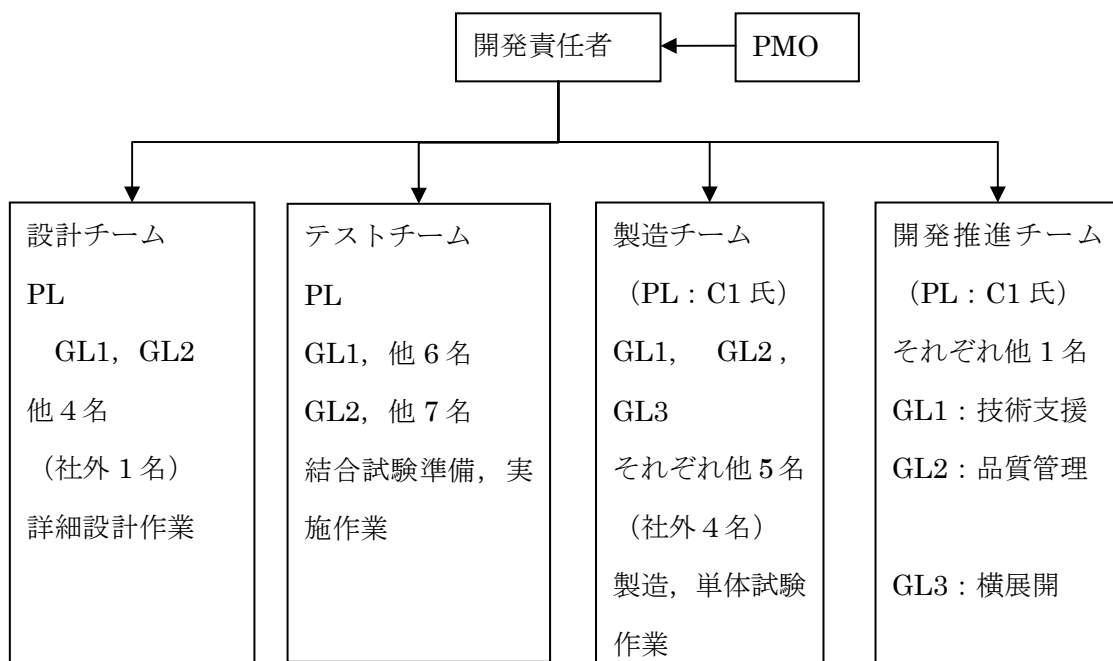 開発責任者
PMO
設計チーム
PL
GL1，GL2
他４名
（社外 1 名）
詳細設計作業
テストチーム
PL
GL1，他 6 名
GL2，他 7 名
結合試験準備，実
施作業
製造チーム
（PL：C1 氏）
GL1，　GL2，
GL3
それぞれ他 5 名
（社外４名）
製造，単体試験
作業
開発推進チーム
（PL：C1 氏）
それぞれ他 1 名
GL1：技術支援
GL2：品質管理
GL3：横展開